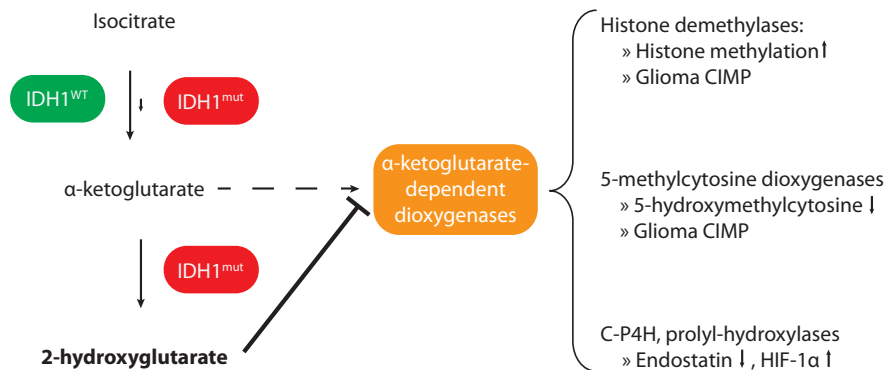 Isocitrate
IDH1WT
IDH1mut
α-ketoglutarate
IDH1mut
2-hydroxyglutarate
α-ketoglutarate-
dependent
dioxygenases
Histone demethylases:
» Histone methylation↑
» Glioma CIMP
5-methylcytosine dioxygenases
» 5-hydroxymethylcytosine ↓
» Glioma CIMP
C-P4H, prolyl-hydroxylases
» Endostatin ↓ , HIF-1α ↑